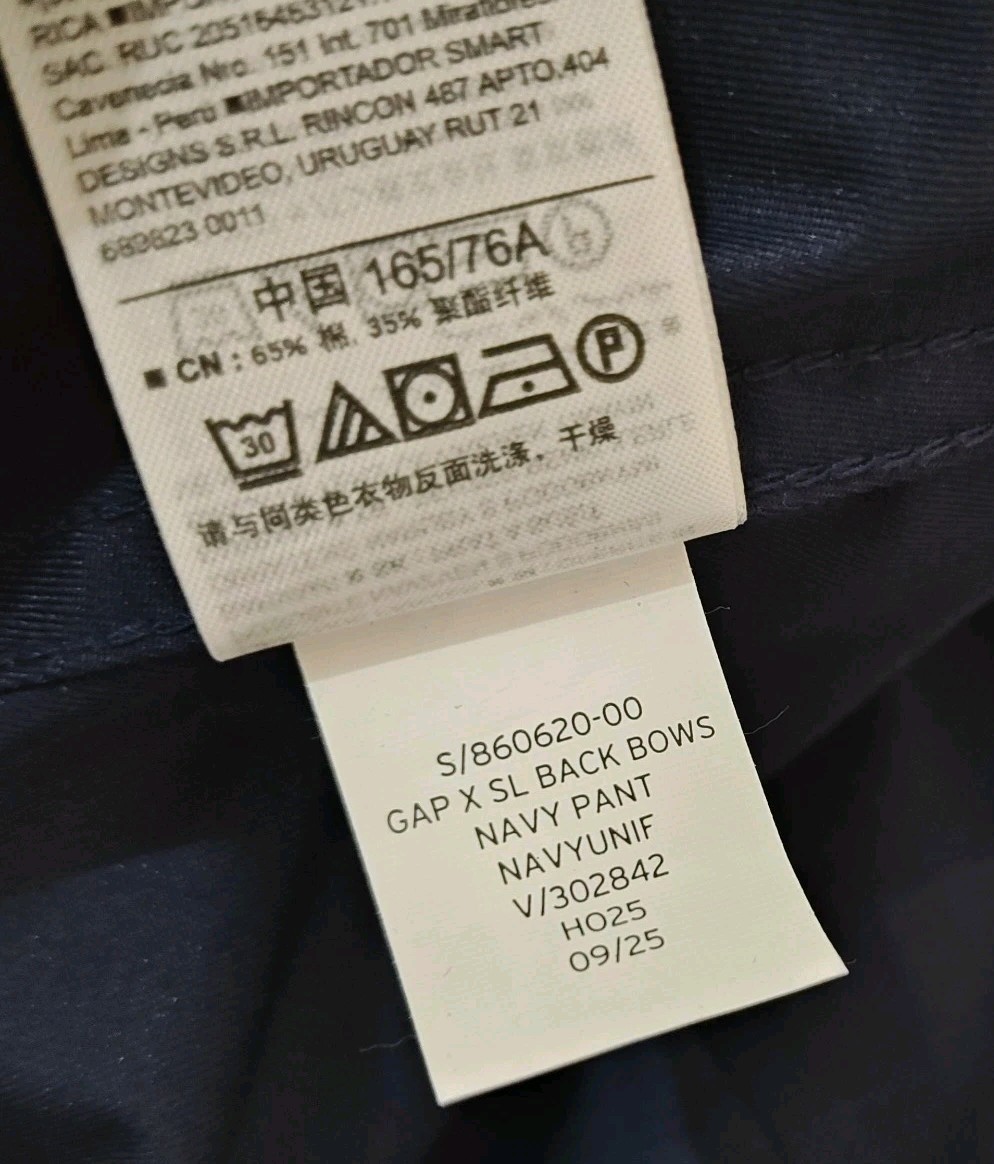 RICA ■IMPOR
SAC. RUC 2051645312
Cavenecia Nro. 151 Int. 701 Miraflores
Lima - Peru ■IMPORTADOR SMART
DESIGNS S.R.L. RINCON 487 APTO.404
MONTEVIDEO, URUGUAY RUT 21
689823 0011
中国 165/76A
■ CN : 65% 棉, 35% 聚酯纤维
30 P
请与同类色衣物反面洗涤，干燥
S/860620-00
GAP X SL BACK BOWS
NAVY PANT
NAVYUNIF
V/302842
HO25
09/25